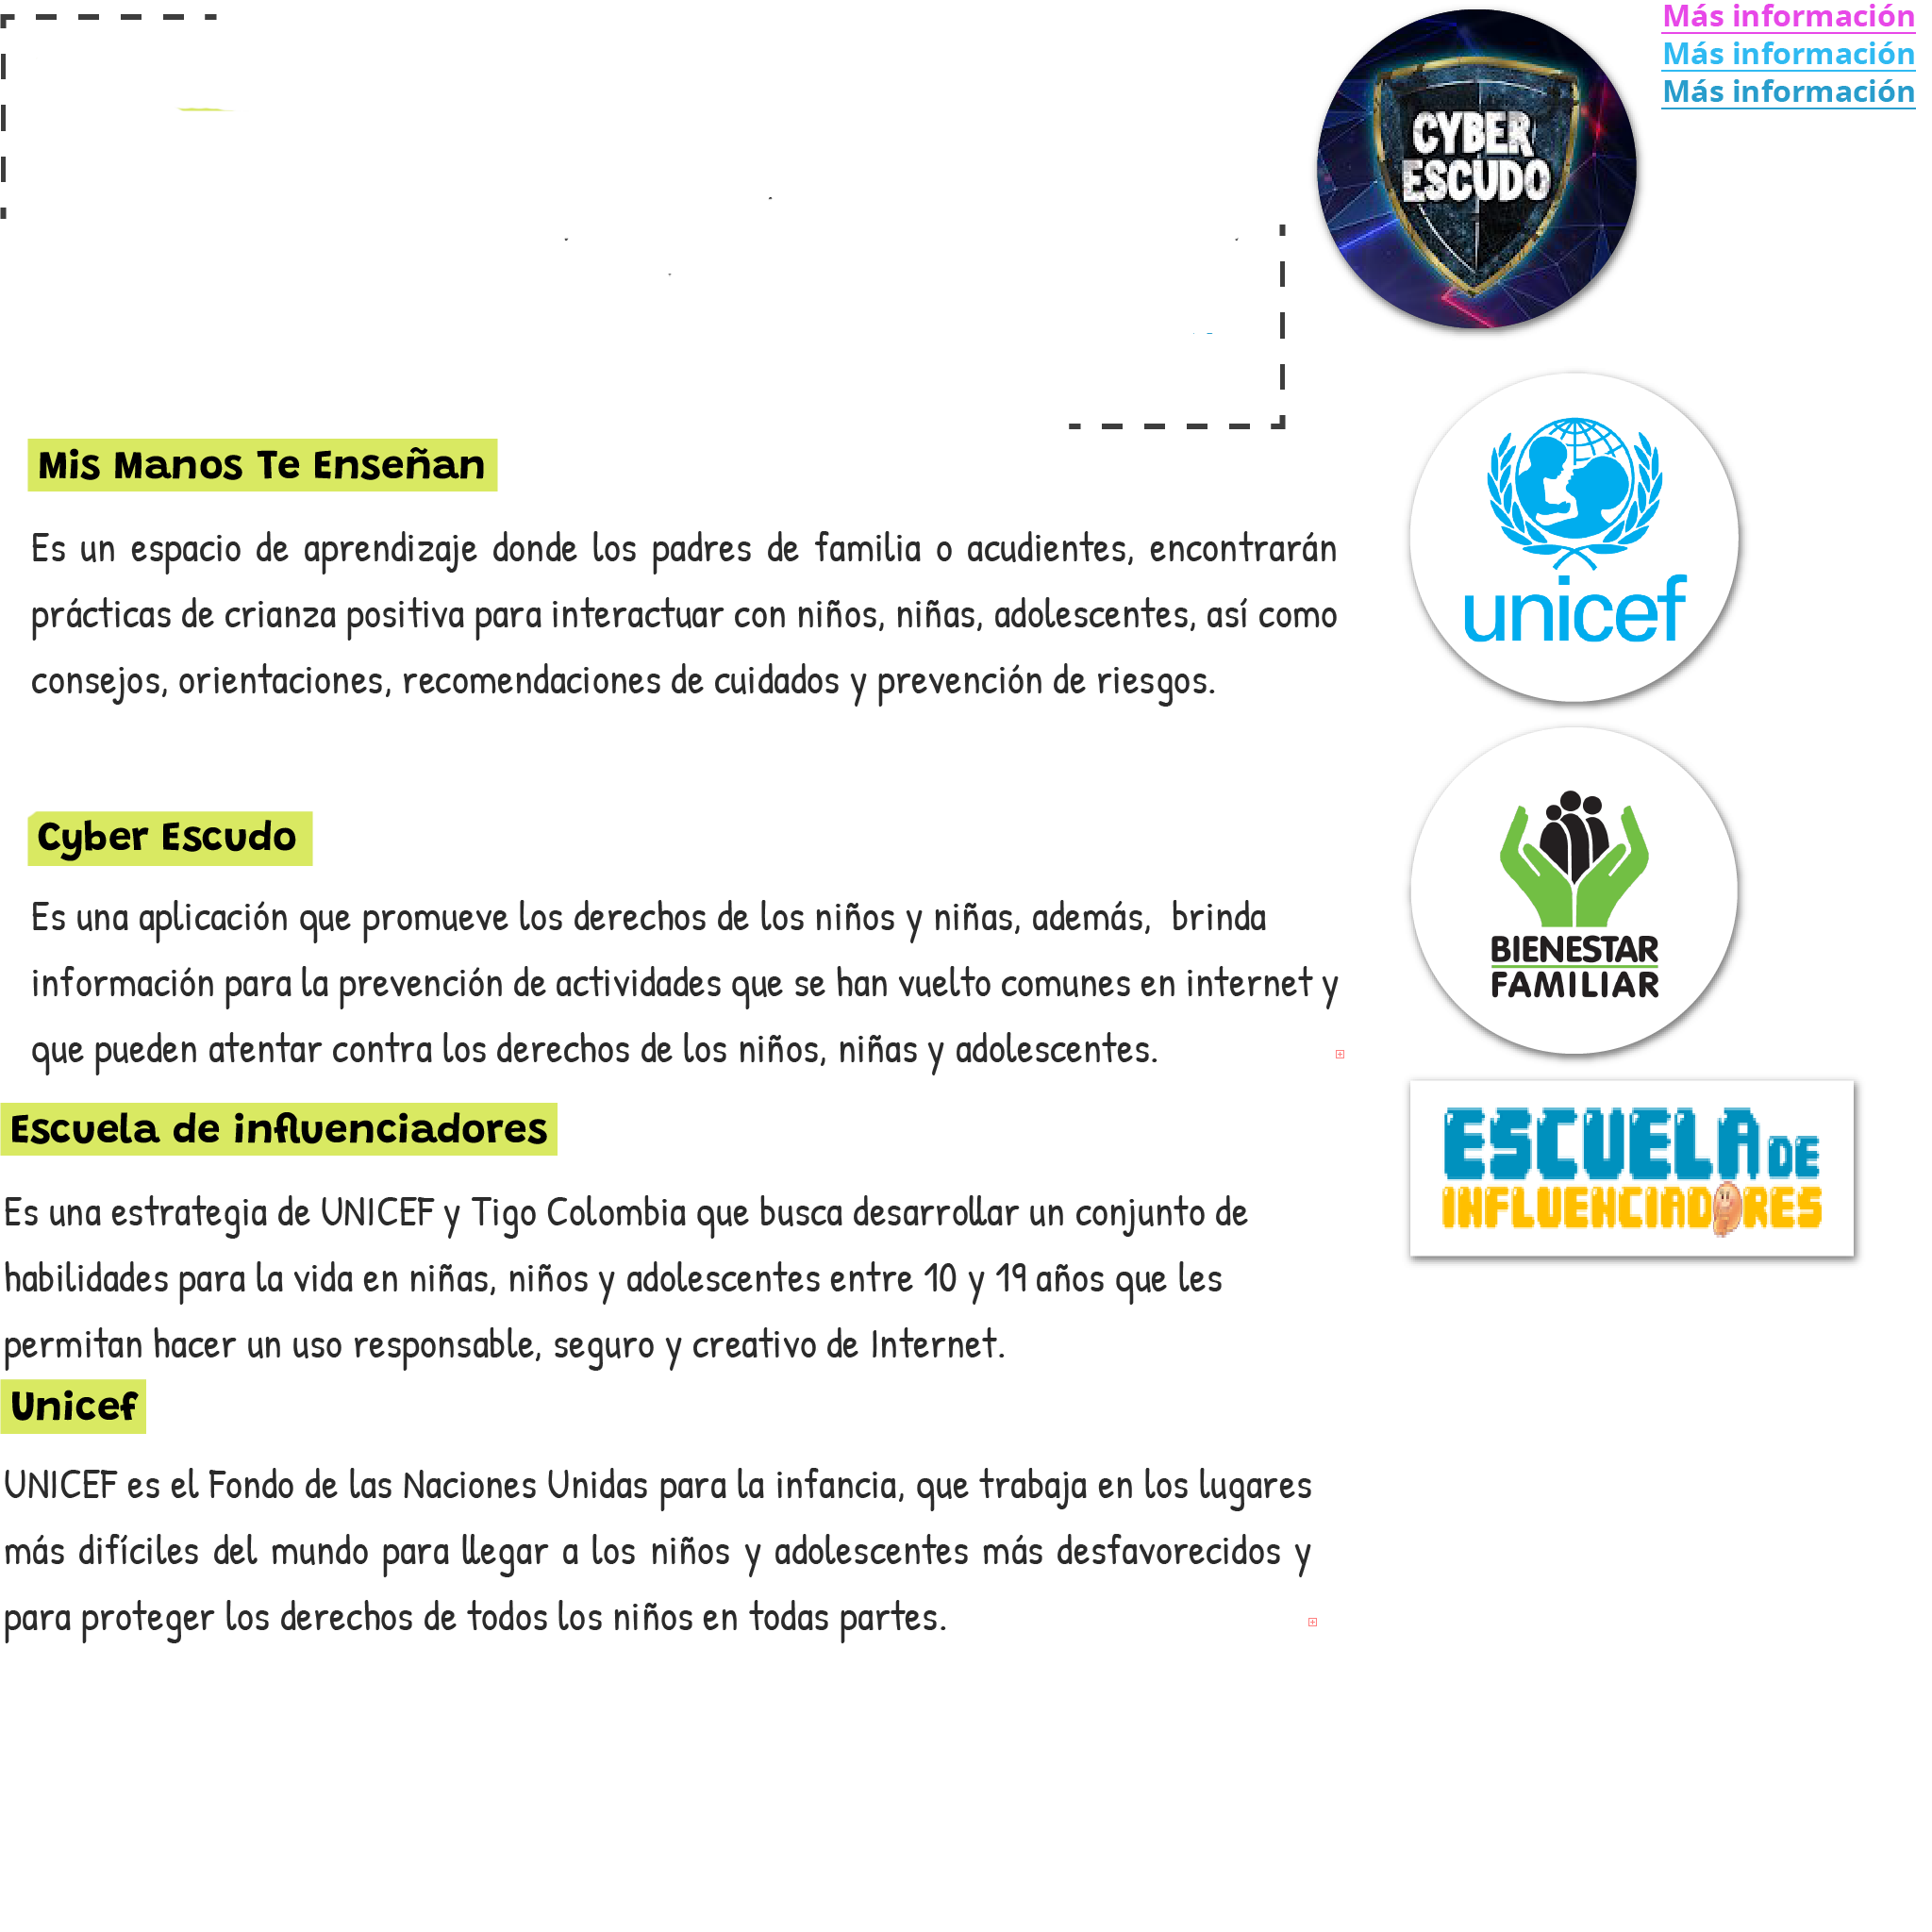 Más información
Más información
Más información
CYBER
ESCUDO
Mis Manos Te Enseñan
Es un espacio de aprendizaje donde los padres de familia o acudientes, encontrarán
prácticas de crianza positiva para interactuar con niños, niñas, adolescentes, así como
consejos, orientaciones, recomendaciones de cuidados y prevención de riesgos.
unicef
Cyber Escudo
Es una aplicación que promueve los derechos de los niños y niñas, además, brinda
información para la prevención de actividades que se han vuelto comunes en internet y
que pueden atentar contra los derechos de los niños, niñas y adolescentes.
BIENESTAR
FAMILIAR
Escuela de influenciadores
Es una estrategia de UNICEF y Tigo Colombia que busca desarrollar un conjunto de
habilidades para la vida en niñas, niños y adolescentes entre 10 y 19 años que les
permitan hacer un uso responsable, seguro y creativo de Internet.
ESCUELA DE
INFLUENCIADORES
Unicef
UNICEF es el Fondo de las Naciones Unidas para la infancia, que trabaja en los lugares
más difíciles del mundo para llegar a los niños y adolescentes más desfavorecidos y
para proteger los derechos de todos los niños en todas partes.